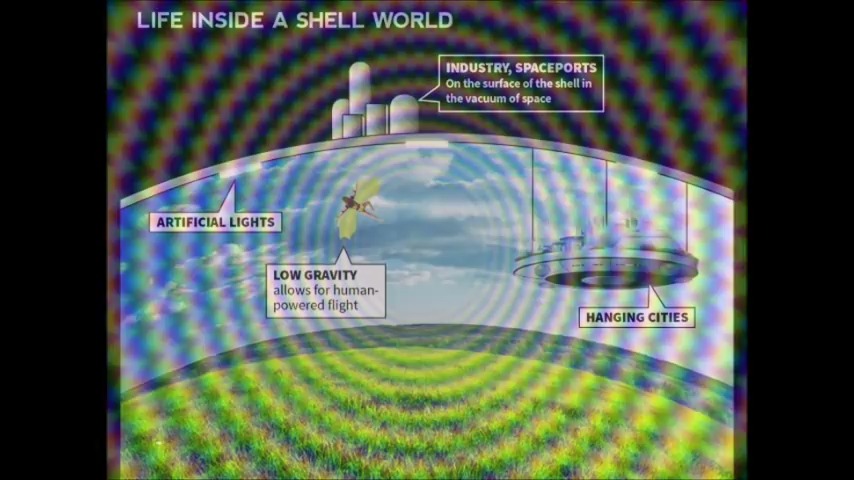 LIFE INSIDE A SHELL WORLD
INDUSTRY, SPACEPORTS
On the surface of the shell in
the vacuum of space
ARTIFICIAL LIGHTS
LOW GRAVITY
allows for human-
powered flight
HANGING CITIES